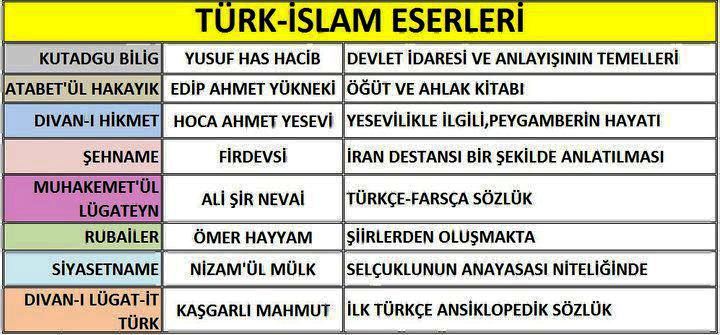 TÜRK-İSLAM ESERLERİ
KUTADGU BİLİG YUSUF HAS HACİB DEVLET İDARESİ VE ANLAYIŞININ TEMELLERİ
ATABET'ÜL HAKAYIK EDİP AHMET YÜKNEKİ ÖĞÜT VE AHLAK KİTABI
DIVAN-I HİKMET HOCA AHMET YESEVİ YESEVİLİKLE İLGİLİ,PEYGAMBERİN HAYATI
ŞEHNAME FİRDEVSİ İRAN DESTANSI BİR ŞEKİLDE ANLATILMASI
MUHAKEMET'ÜL
LÜGATEYN ALİ ŞİR NEVAİ TÜRKÇE-FARSÇA SÖZLÜK
RUBAİLER ÖMER HAYYAM ŞİİRLERDEN OLUŞMAKTA
SİYASETNAME NİZAM'ÜL MÜLK SELÇUKLUNUN ANAYASASI NİTELİĞİNDE
DIVAN-I LÜGAT-İT
TÜRK KAŞGARLI MAHMUT İLK TÜRKÇE ANSİKLOPEDİK SÖZLÜK